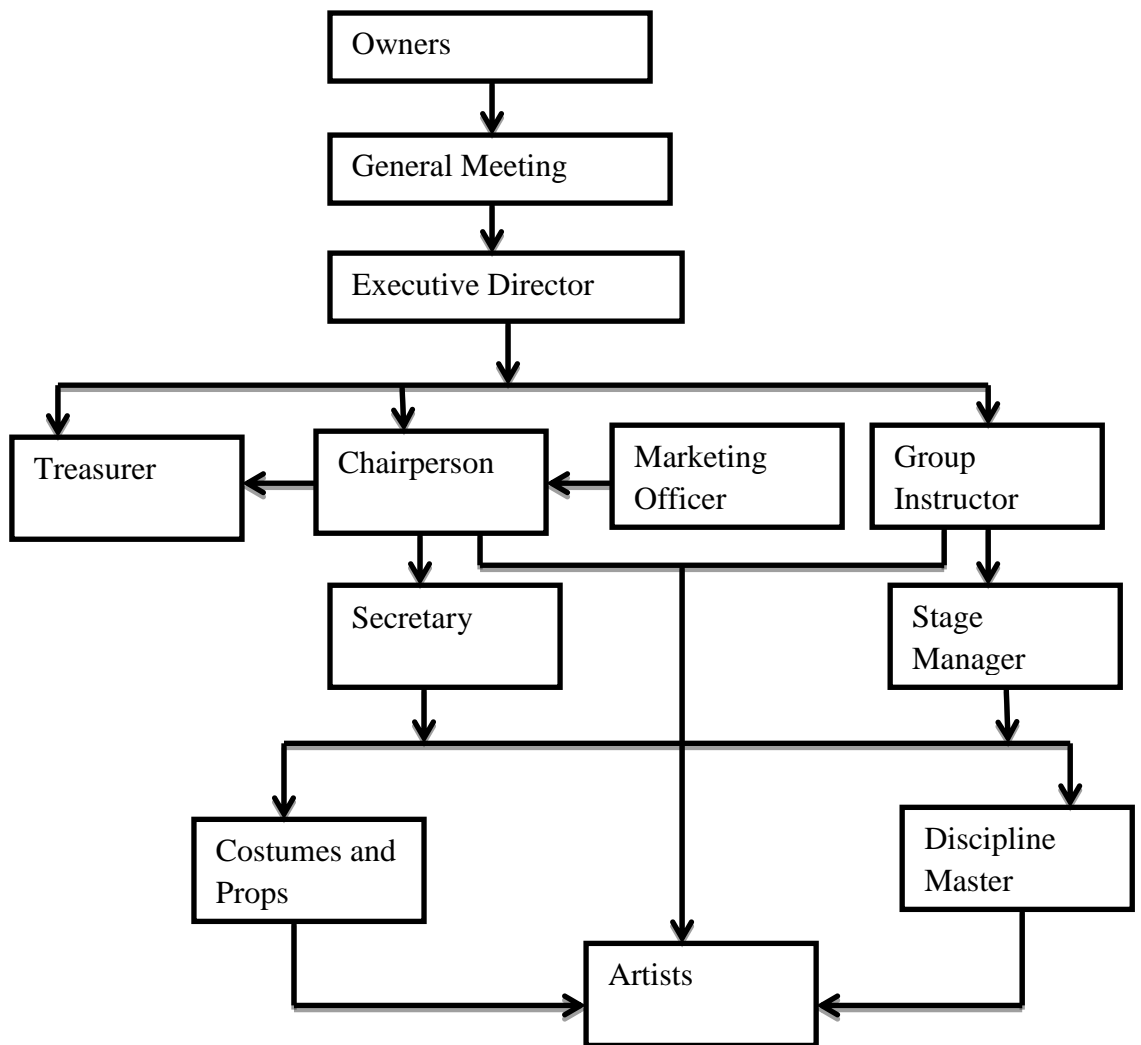 Owners
General Meeting
Executive Director
Treasurer
Chairperson
Marketing
Officer
Group
Instructor
Secretary
Stage
Manager
Costumes and
Props
Discipline
Master
Artists